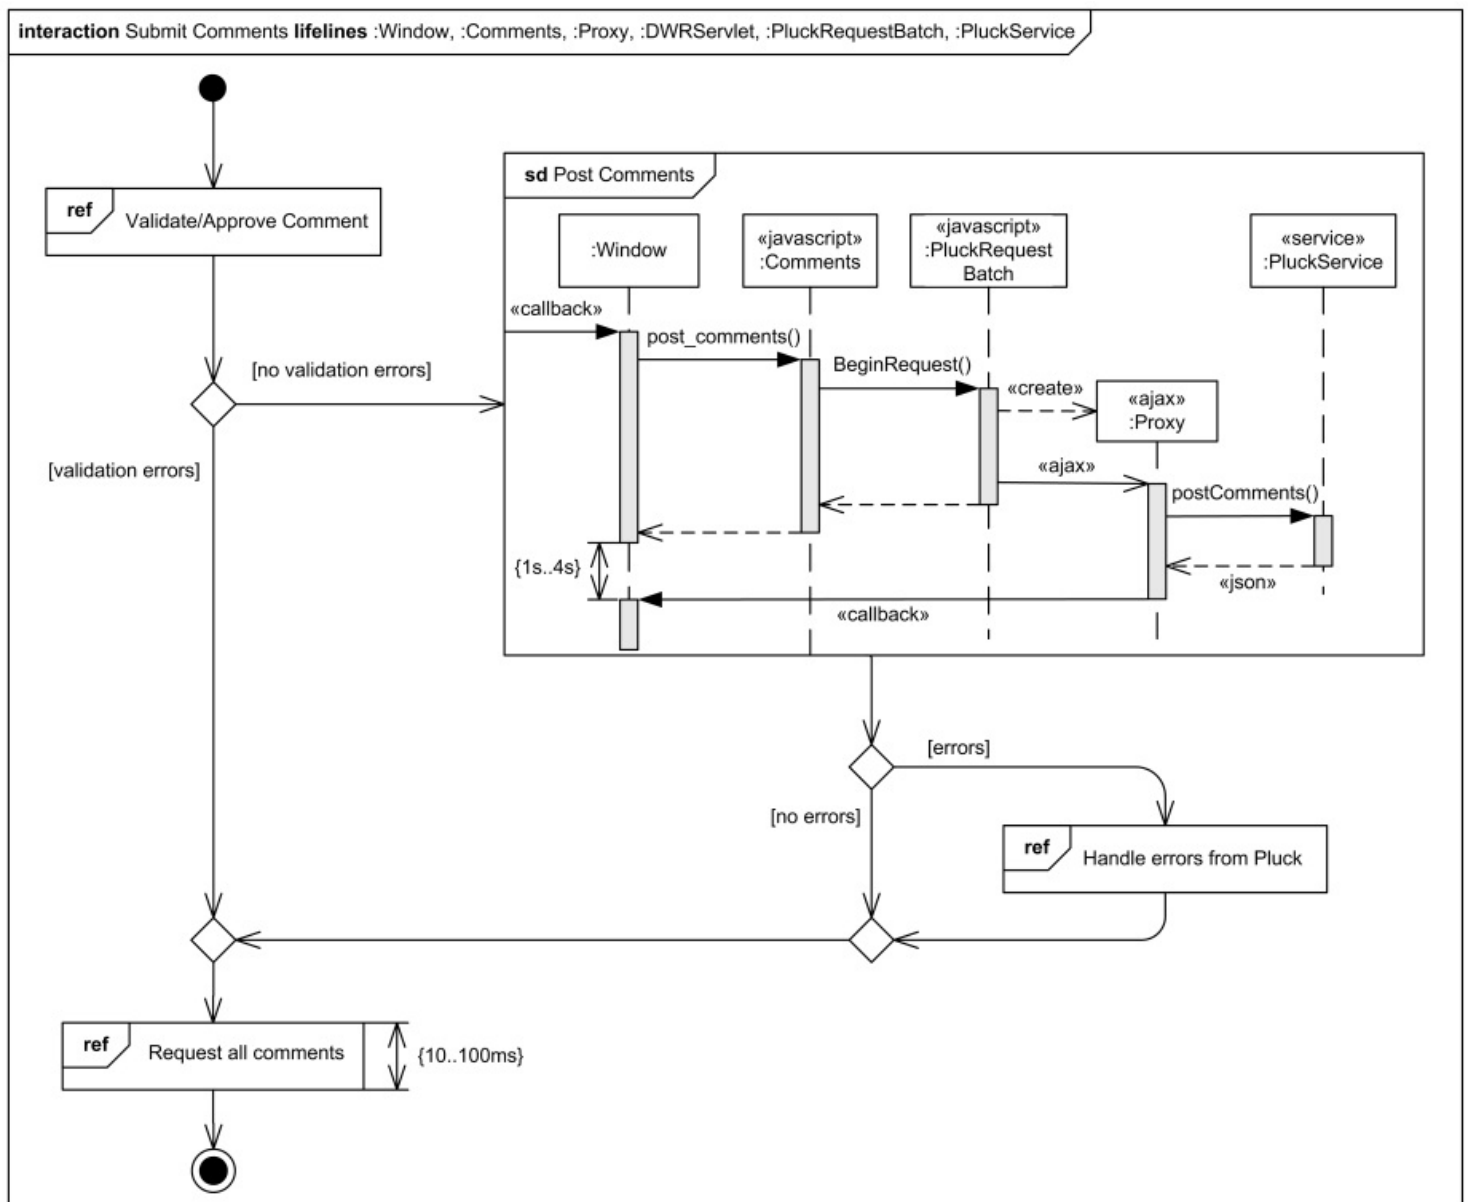 interaction Submit Comments lifelines :Window, :Comments, :Proxy, :DWRServlet, :PluckRequestBatch, :PluckService
ref
Validate/Approve Comment
[no validation errors]
[validation errors]
sd Post Comments
:Window
«javascript»
:Comments
«javascript»
:PluckRequest
Batch
«service»
:PluckService
«callback»
post_comments()
BeginRequest()
«create»
«ajax»
:Proxy
«ajax»
postComments()
{1s..4s}
«json»
«callback»
[errors]
[no errors]
ref
Handle errors from Pluck
ref
Request all comments
{10..100ms}